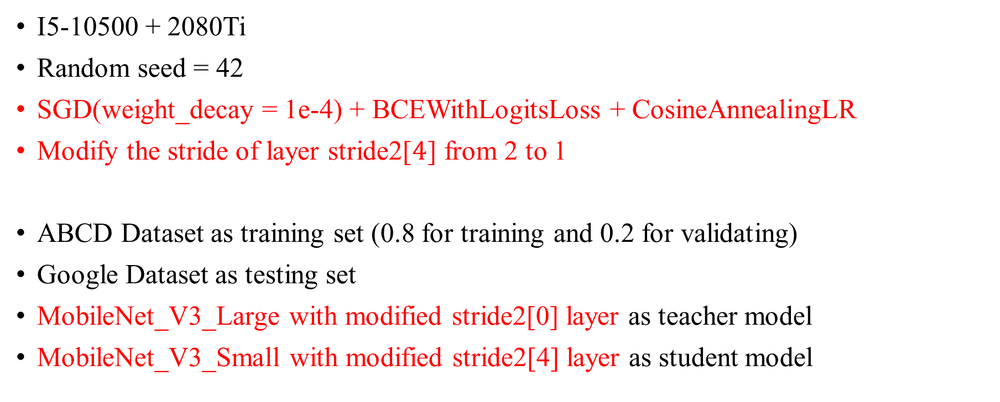 • I5-10500 + 2080Ti
• Random seed = 42
• SGD(weight_decay = 1e-4) + BCEWithLogitsLoss + CosineAnnealingLR
• Modify the stride of layer stride2[4] from 2 to 1
• ABCD Dataset as training set (0.8 for training and 0.2 for validating)
• Google Dataset as testing set
• MobileNet_V3_Large with modified stride2[0] layer as teacher model
• MobileNet_V3_Small with modified stride2[4] layer as student model